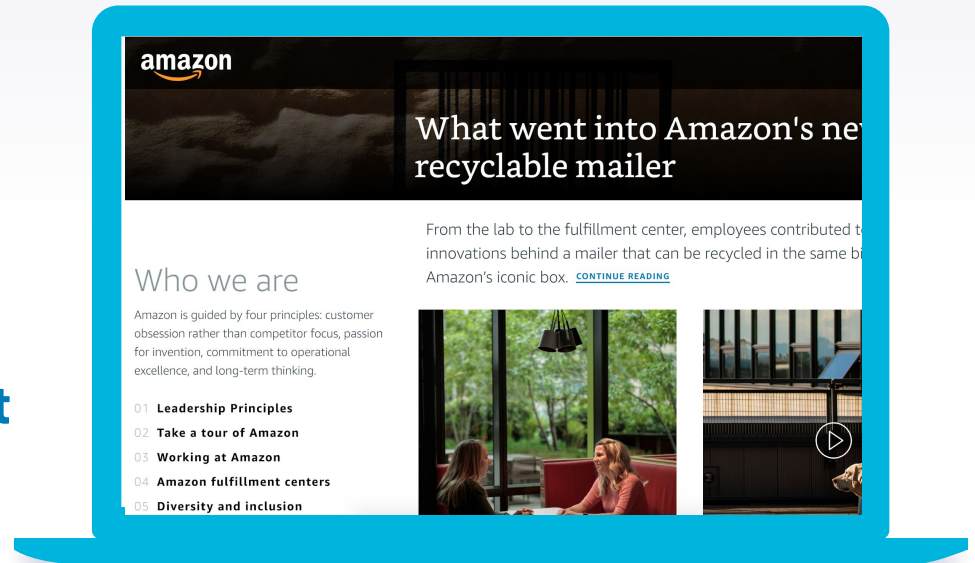 amazon
What went into Amazon's
recyclable mailer
From the lab to the fulfillment center, employees contributed
innovations behind a mailer that can be recycled in the same
Amazon's iconic box. CONTINUE READING
Who we are
Amazon is guided by four principles: customer
obsession rather than competitor focus, passion
for invention, commitment to operational
excellence, and long-term thinking.
01 Leadership Principles
02 Take a tour of Amazon
03 Working at Amazon
04 Amazon fulfillment centers
05 Diversity and inclusion